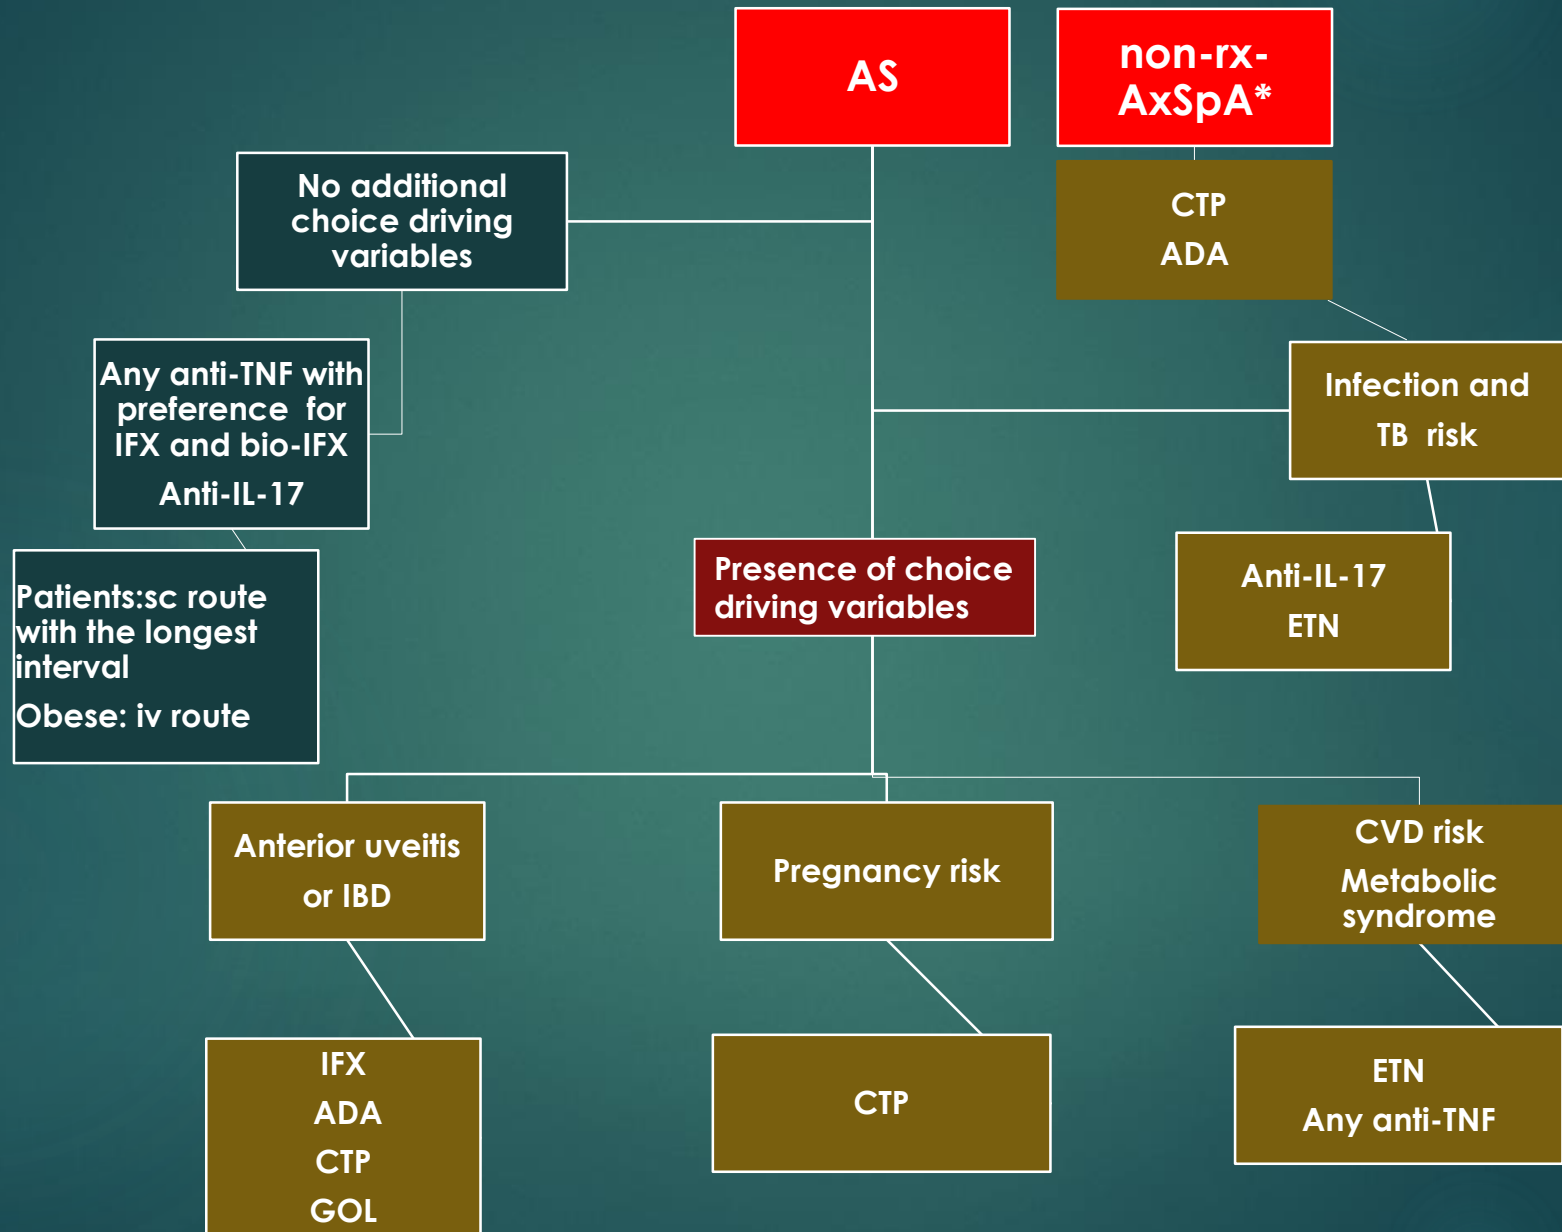 AS
non-rx-
AxSpA*
No additional
choice driving
variables
CTP
ADA
Any anti-TNF with
preference for
IFX and bio-IFX
Anti-IL-17
Infection and
TB risk
Patients:sc route
with the longest
interval
Obese: iv route
Presence of choice
driving variables
Anti-IL-17
ETN
Anterior uveitis
or IBD
Pregnancy risk
CVD risk
Metabolic
syndrome
IFX
ADA
CTP
GOL
CTP
ETN
Any anti-TNF